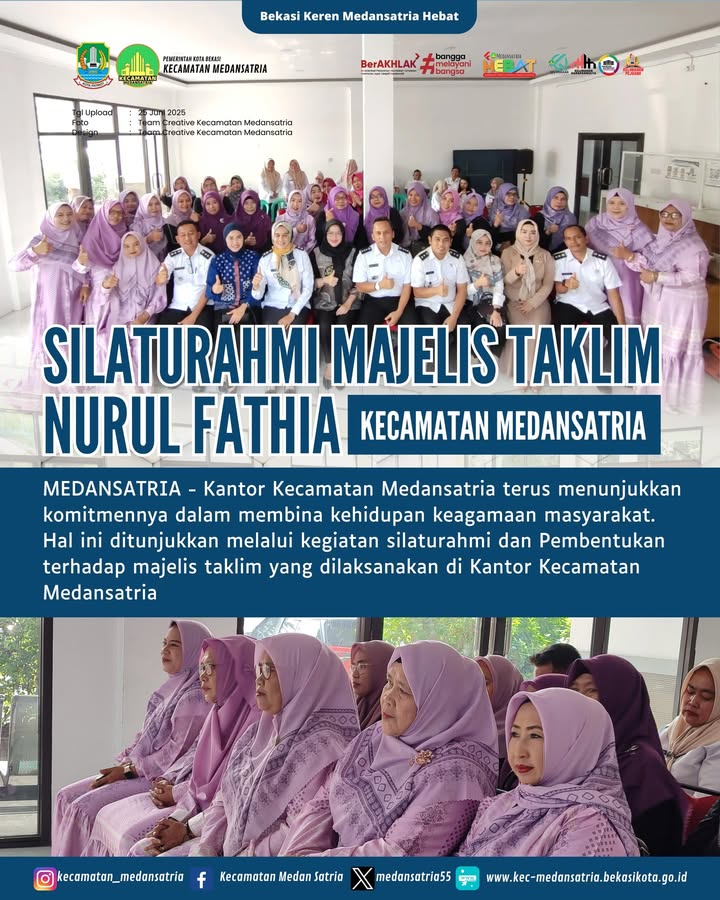 Bekasi Keren Medansatria Hebat
PEMERINTAH KOTA BEKASI
KECAMATAN MEDANSATRIA
KECAMATAN
MEDANSATRIA
BerAKHLAK
#bangga
melayani
bangsa
MEDANSATRIA
HEBAT
Tgl Upload : 25 Juni 2025
Foto : Team Creative Kecamatan Medansatria
Design : Team Creative Kecamatan Medansatria
SILATURAHMI MAJELIS TAKLIM
NURUL FATHIA KECAMATAN MEDANSATRIA
MEDANSATRIA - Kantor Kecamatan Medansatria terus menunjukkan
komitmennya dalam membina kehidupan keagamaan masyarakat.
Hal ini ditunjukkan melalui kegiatan silaturahmi dan Pembentukan
terhadap majelis taklim yang dilaksanakan di Kantor Kecamatan
Medansatria
kecamatan_medansatria Kecamatan Medan Satria medansatria55 www.kec-medansatria.bekasikota.go.id